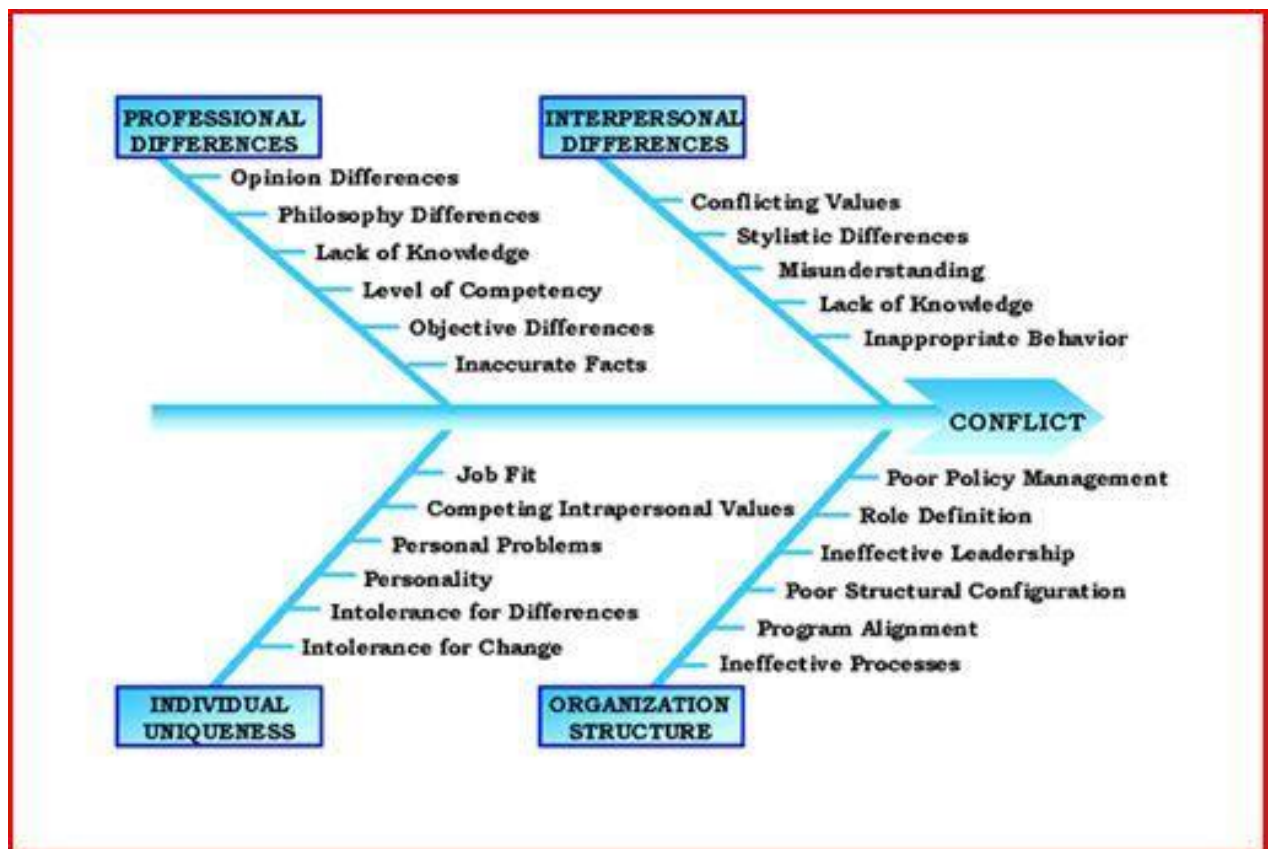 PROFESSIONAL
DIFFERENCES
Opinion Differences
Philosophy Differences
Lack of Knowledge
Level of Competency
Objective Differences
Inaccurate Facts
INTERPERSONAL
DIFFERENCES
Conflicting Values
Stylistic Differences
Misunderstanding
Lack of Knowledge
Inappropriate Behavior
CONFLICT
Job Fit
Competing Intrapersonal Values
Personal Problems
Personality
Intolerance for Differences
Intolerance for Change
INDIVIDUAL
UNIQUENESS
Poor Policy Management
Role Definition
Ineffective Leadership
Poor Structural Configuration
Program Alignment
Ineffective Processes
ORGANIZATION
STRUCTURE